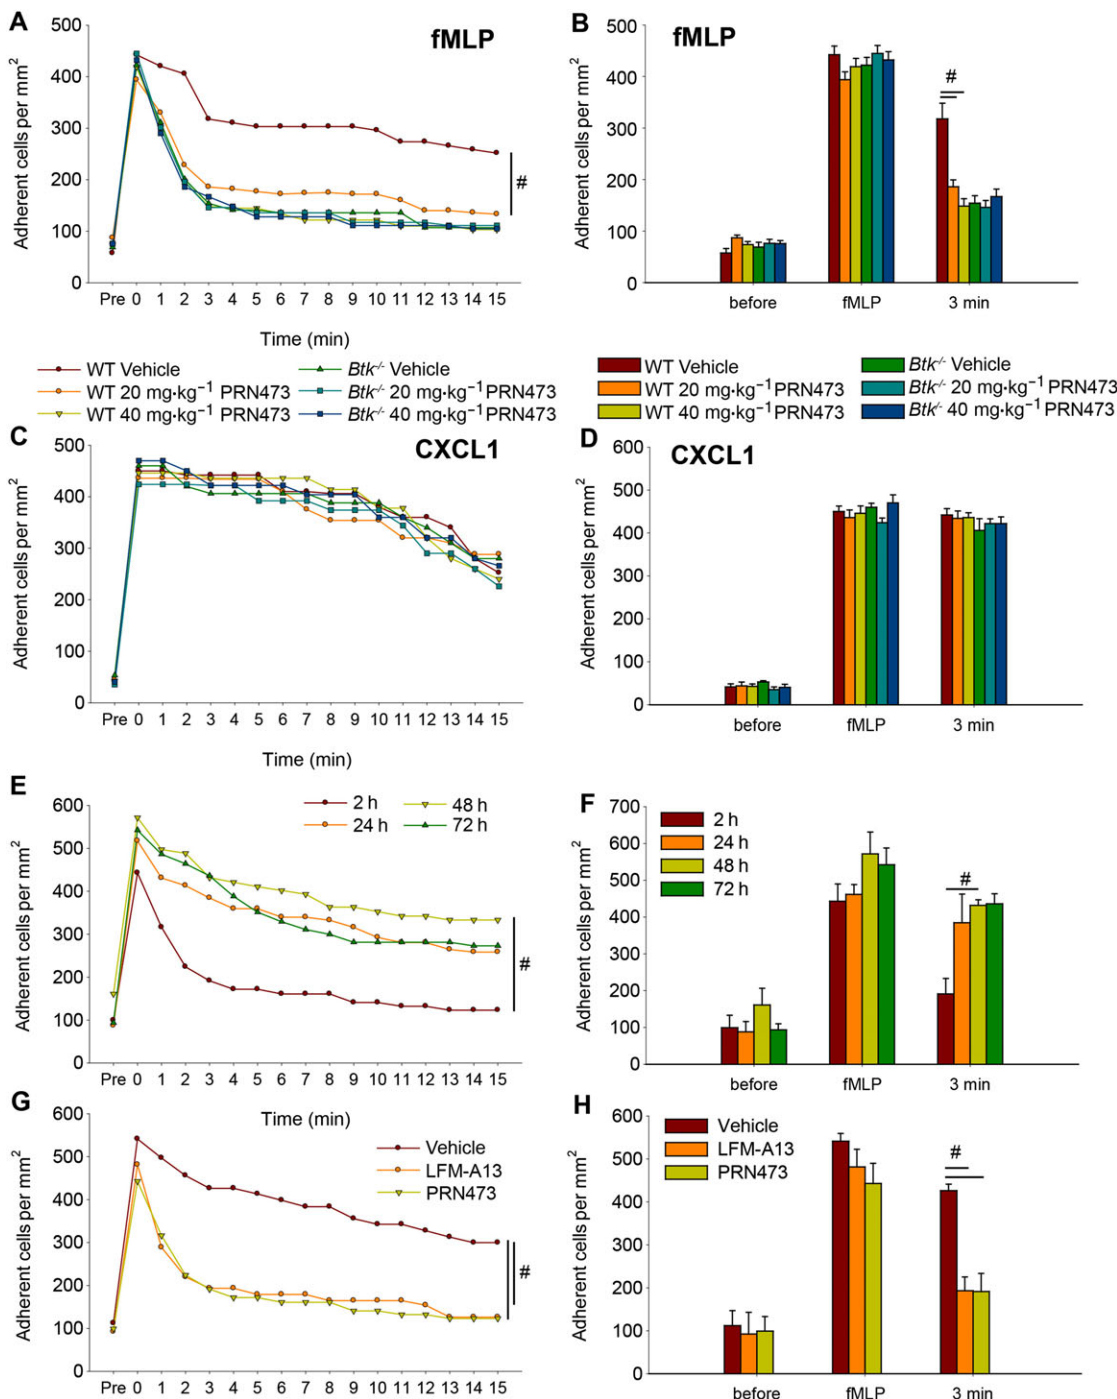 A
fMLP
Adherent cells per mm²
500
400
300
200
100
0
Pre 0 1 2 3 4 5 6 7 8 9 10 11 12 13 14 15
Time (min)
#
B
fMLP
Adherent cells per mm²
500
400
300
200
100
0
before fMLP 3 min
#
WT Vehicle
WT 20 mg·kg⁻¹ PRN473
WT 40 mg·kg⁻¹ PRN473
Btk⁻/⁻ Vehicle
Btk⁻/⁻ 20 mg·kg⁻¹ PRN473
Btk⁻/⁻ 40 mg·kg⁻¹ PRN473
WT Vehicle
WT 20 mg·kg⁻¹ PRN473
WT 40 mg·kg⁻¹ PRN473
Btk⁻/⁻ Vehicle
Btk⁻/⁻ 20 mg·kg⁻¹ PRN473
Btk⁻/⁻ 40 mg·kg⁻¹ PRN473
C
CXCL1
Adherent cells per mm²
500
400
300
200
100
0
Pre 0 1 2 3 4 5 6 7 8 9 10 11 12 13 14 15
Time (min)
D
CXCL1
Adherent cells per mm²
600
500
400
300
200
100
0
before fMLP 3 min
E
Adherent cells per mm²
600
500
400
300
200
100
0
2 h
24 h
48 h
72 h
#
Pre 0 1 2 3 4 5 6 7 8 9 10 11 12 13 14 15
Time (min)
F
Adherent cells per mm²
700
600
500
400
300
200
100
0
2 h
24 h
48 h
72 h
#
before fMLP 3 min
G
Adherent cells per mm²
600
500
400
300
200
100
0
Vehicle
LFM-A13
PRN473
#
Pre 0 1 2 3 4 5 6 7 8 9 10 11 12 13 14 15
H
Adherent cells per mm²
600
500
400
300
200
100
0
Vehicle
LFM-A13
PRN473
#
before fMLP 3 min